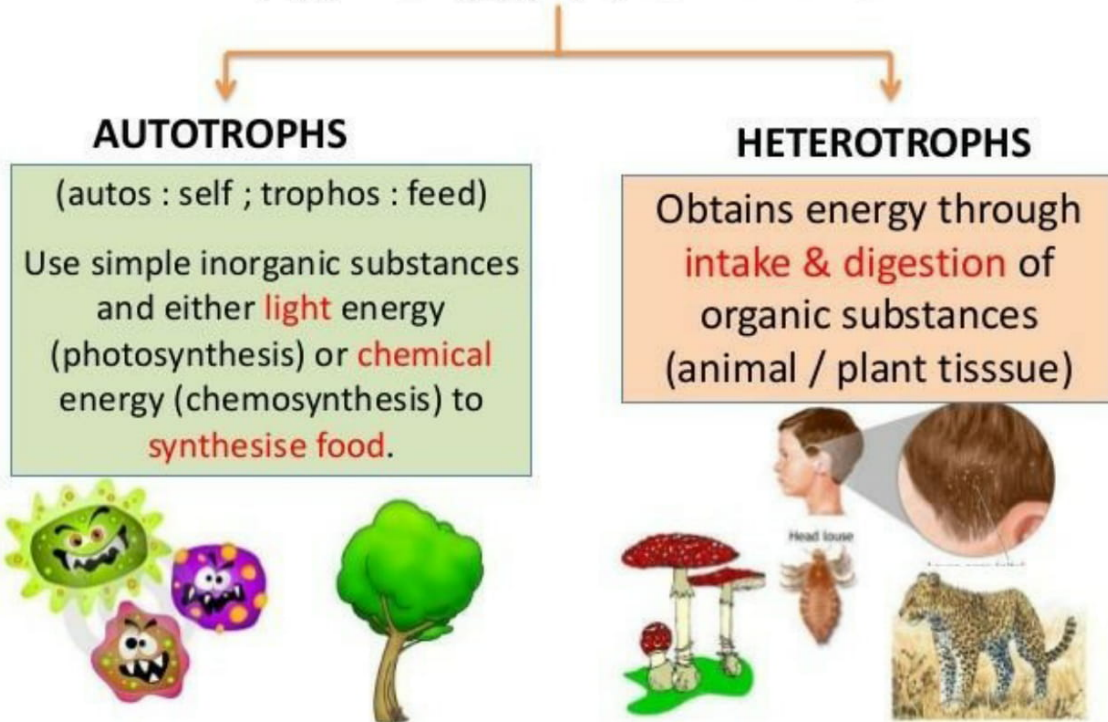 AUTOTROPHS
(autos : self ; trophos : feed)
Use simple inorganic substances
and either light energy
(photosynthesis) or chemical
energy (chemosynthesis) to
synthesise food.
HETEROTROPHS
Obtains energy through
intake & digestion of
organic substances
(animal / plant tisssue)
Head louse